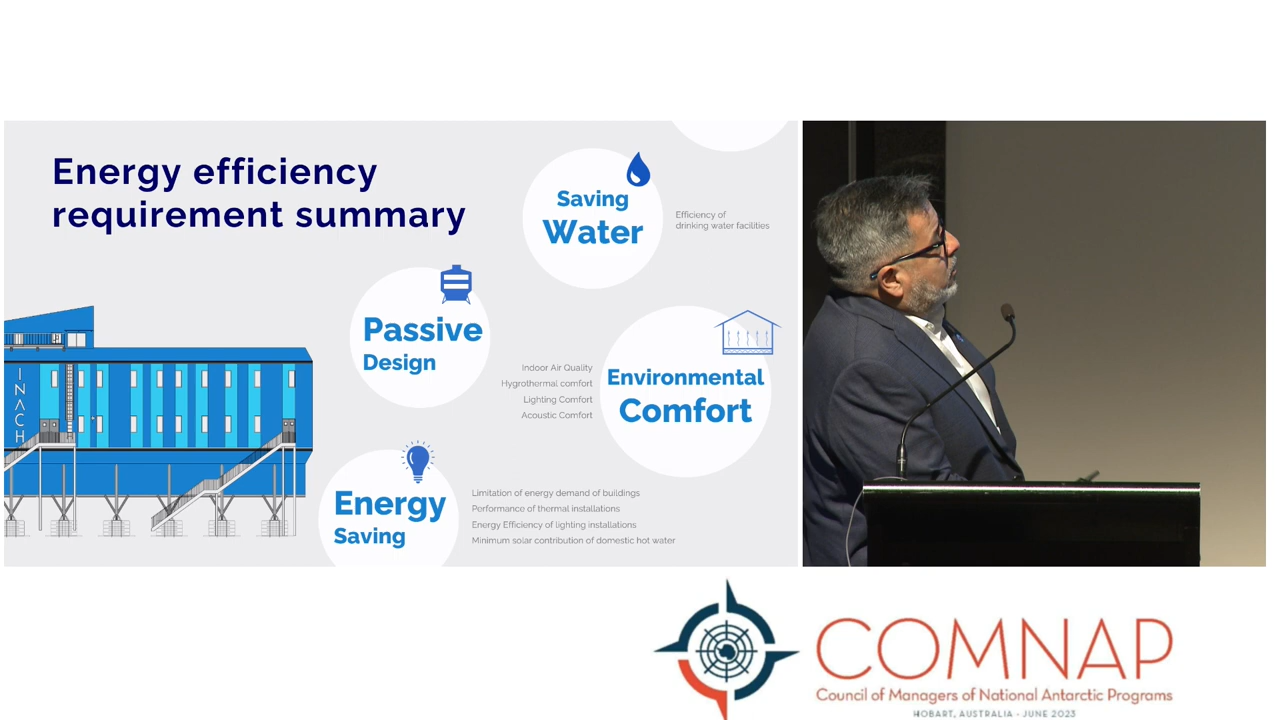 Energy efficiency
requirement summary
Saving
Water
Efficiency of
drinking water facilities
Passive
Design
Indoor Air Quality
Hygrothermal comfort
Lighting Comfort
Acoustic Comfort
Environmental
Comfort
INACH
Energy
Saving
Limitation of energy demand of buildings
Performance of thermal installations
Energy Efficiency of lighting installations
Minimum solar contribution of domestic hot water
COMNAP
Council of Managers of National Antarctic Programs
HOBART, AUSTRALIA - JUNE 2023